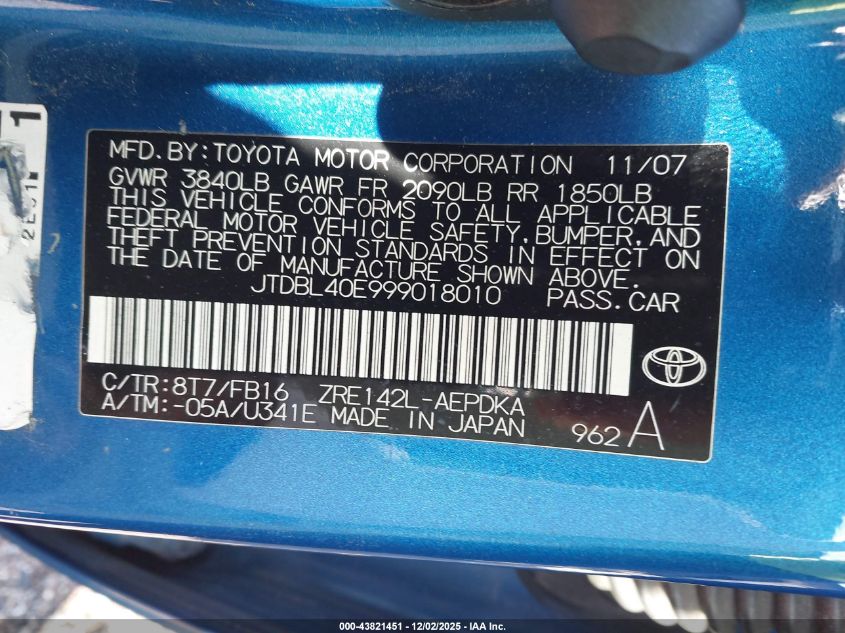 MFD.BY:TOYOTA MOTOR CORPORATION 11/07
GVWR 3840LB GAWR FR 2090LB RR 1850LB
THIS VEHICLE CONFORMS TO ALL APPLICABLE
FEDERAL MOTOR VEHICLE SAFETY,BUMPER,AND
THEFT PREVENTION STANDARDS IN EFFECT ON
THE DATE OF MANUFACTURE SHOWN ABOVE.
JTDBL40E999018010 PASS.CAR
C/TR:8T7/FB16 ZRE142L-AEPDKA
A/TM:-05A/U341E MADE IN JAPAN 962 A
000-43821451 - 12/02/2025 - IAA Inc.